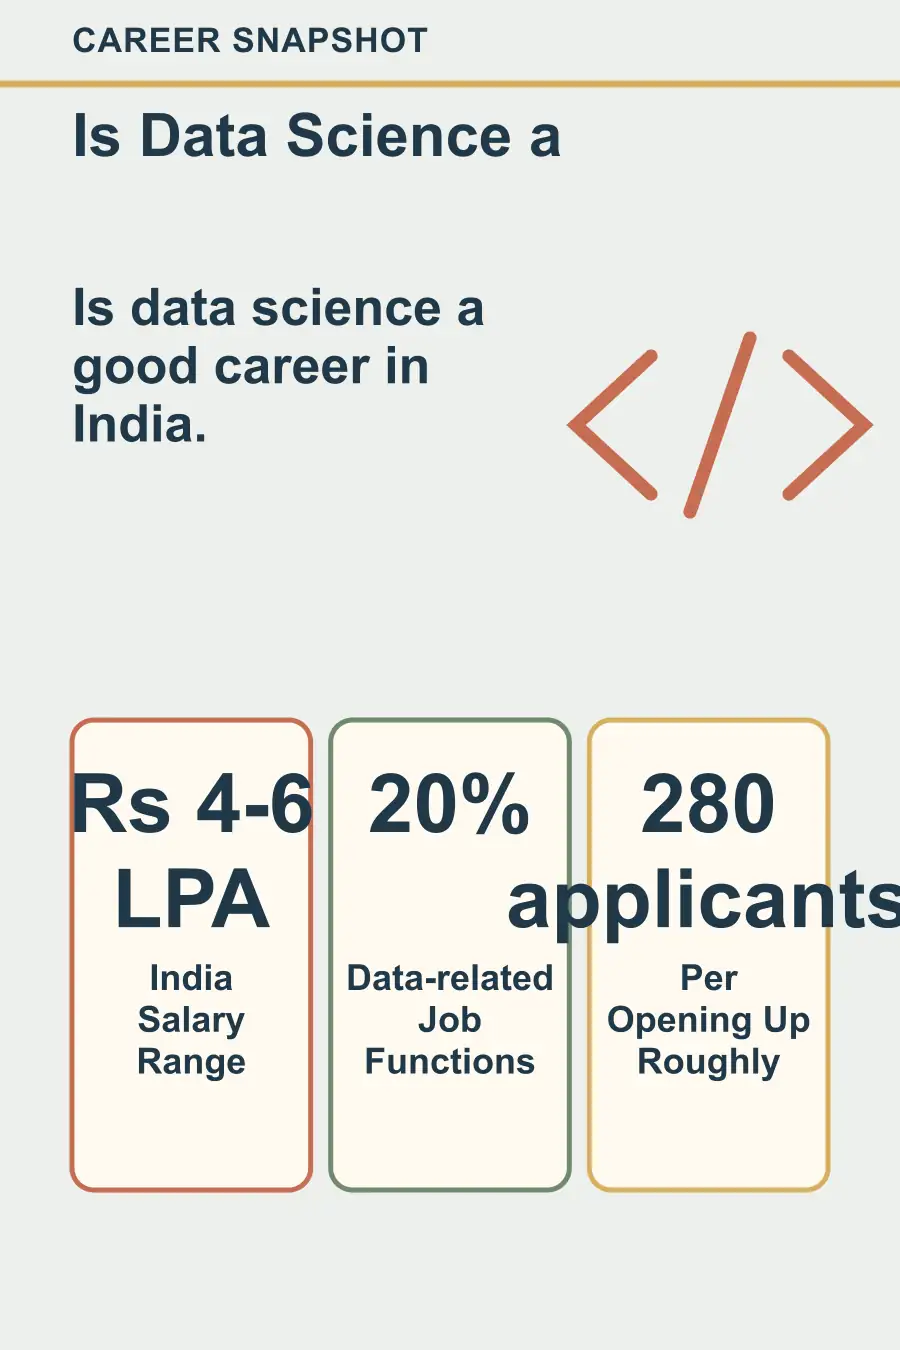 CAREER SNAPSHOT
Is Data Science a
Is data science a
good career in
India.
Rs 4-6
LPA
India
Salary
Range
20%
Data-related
Job
Functions
280
applicants
Per
Opening Up
Roughly